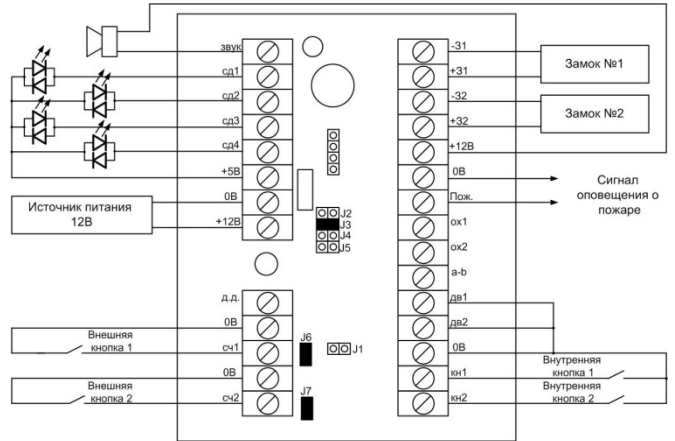 звук
сд1
сд2
сд3
сд4
+5В
0В
+12В
Источник питания
12В
д.д.
0В
сч1
0В
сч2
Внешняя
кнопка 1
Внешняя
кнопка 2
J2
J3
J4
J5
J6
J1
J7
-З1
+З1
-З2
+З2
+12В
0В
Пож.
ох1
ох2
a-b
дв1
дв2
0В
кн1
кн2
Замок №1
Замок №2
Сигнал
оповещения о
пожаре
Внутренняя
кнопка 1
Внутренняя
кнопка 2